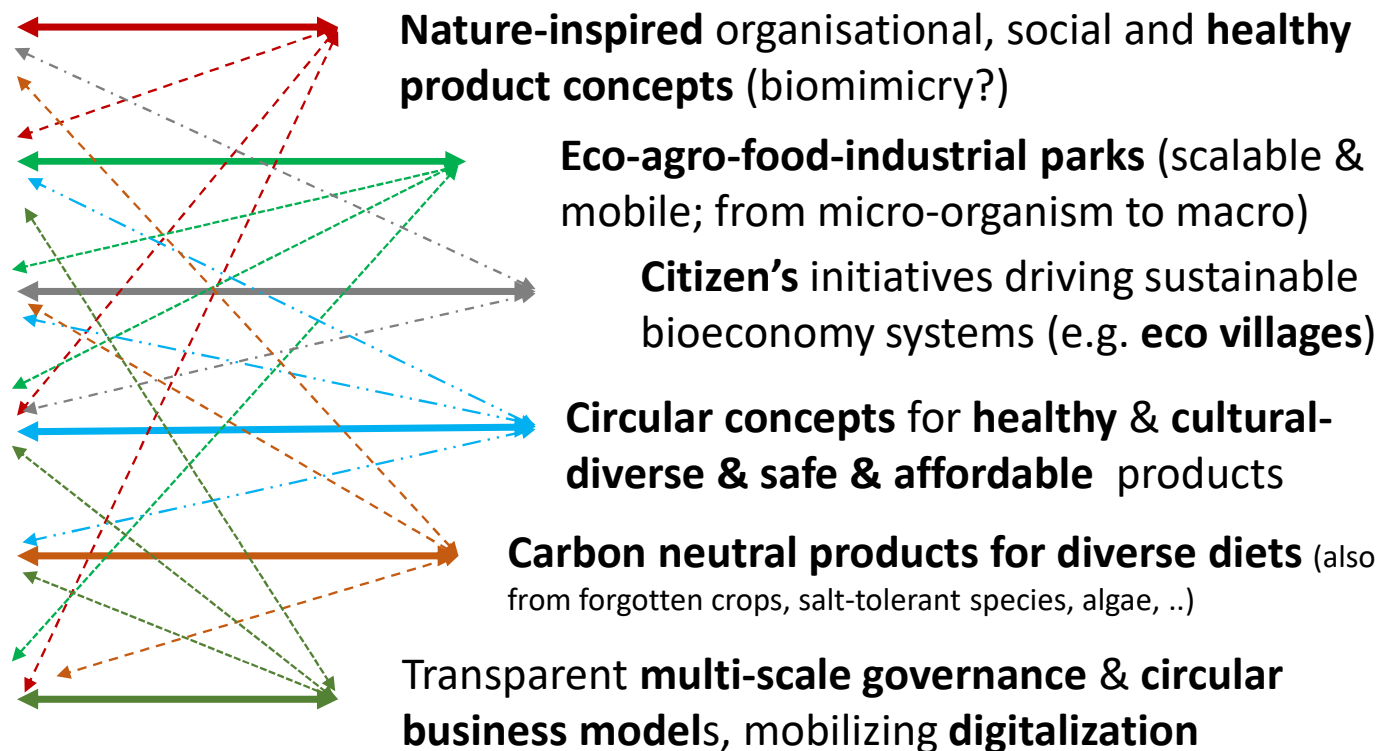 Nature-inspired organisational, social and healthy
product concepts (biomimicry?)
Eco-agro-food-industrial parks (scalable &
mobile; from micro-organism to macro)
Citizen’s initiatives driving sustainable
bioeconomy systems (e.g. eco villages)
Circular concepts for healthy & cultural-
diverse & safe & affordable products
Carbon neutral products for diverse diets (also
from forgotten crops, salt-tolerant species, algae, ..)
Transparent multi-scale governance & circular
business models, mobilizing digitalization